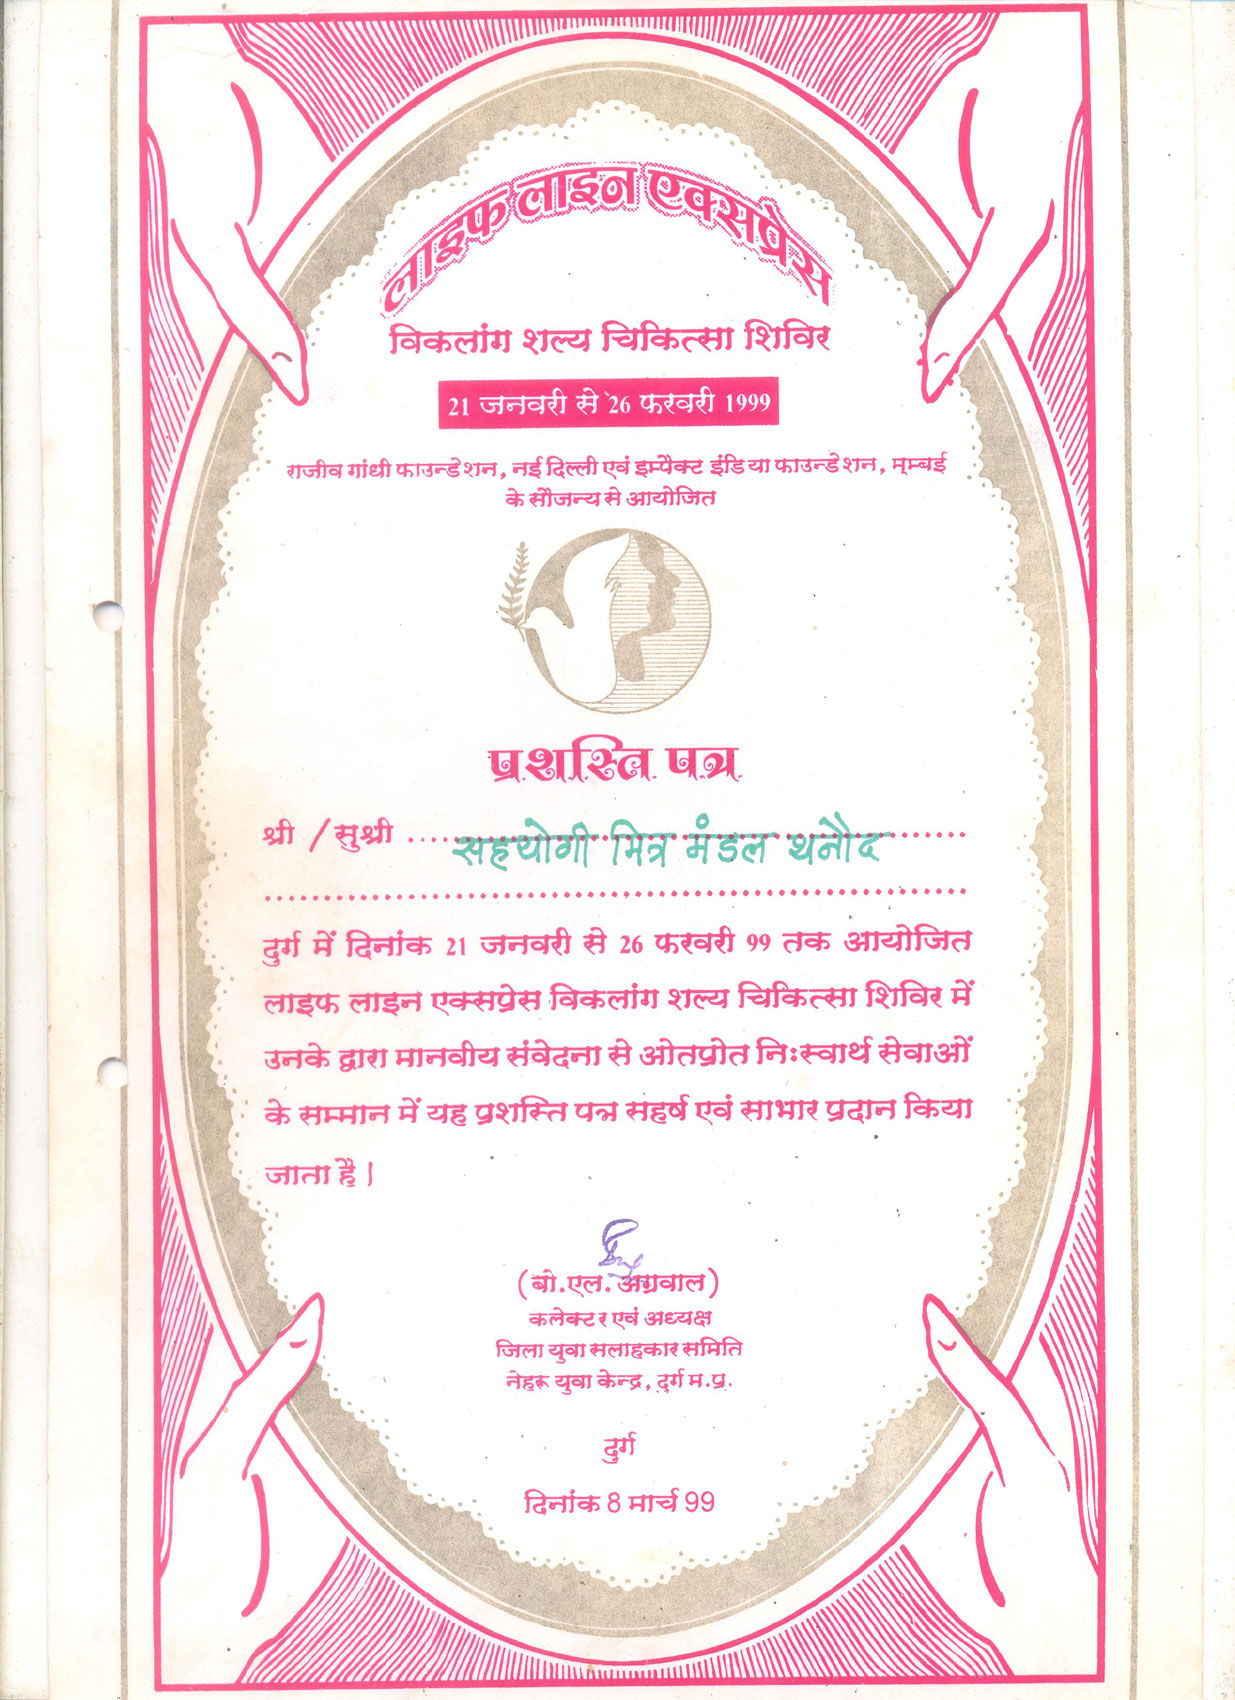 लाइफ लाइन एक्सप्रेस
विकलांग शल्य चिकित्सा शिविर
21 जनवरी से 26 फरवरी 1999
राजीव गांधी फाउन्डेशन, नई दिल्ली एवं इम्पैक्ट इंडिया फाउन्डेशन, मुम्बई
के सौजन्य से आयोजित
प्रशस्ति पत्र
श्री / सुश्री .......... सहयोगी मित्र मंडल थनौद
दुर्ग में दिनांक 21 जनवरी से 26 फरवरी 99 तक आयोजित
लाइफ लाइन एक्सप्रेस विकलांग शल्य चिकित्सा शिविर में
उनके द्वारा मानवीय संवेदना से ओतप्रोत निःस्वार्थ सेवाओं
के सम्मान में यह प्रशस्ति पत्र सहर्ष एवं साभार प्रदान किया
जाता है।
(बी.एल. अग्रवाल)
कलेक्टर एवं अध्यक्ष
जिला युवा सलाहकार समिति
नेहरू युवा केन्द्र, दुर्ग म.प्र.
दुर्ग
दिनांक 8 मार्च 99